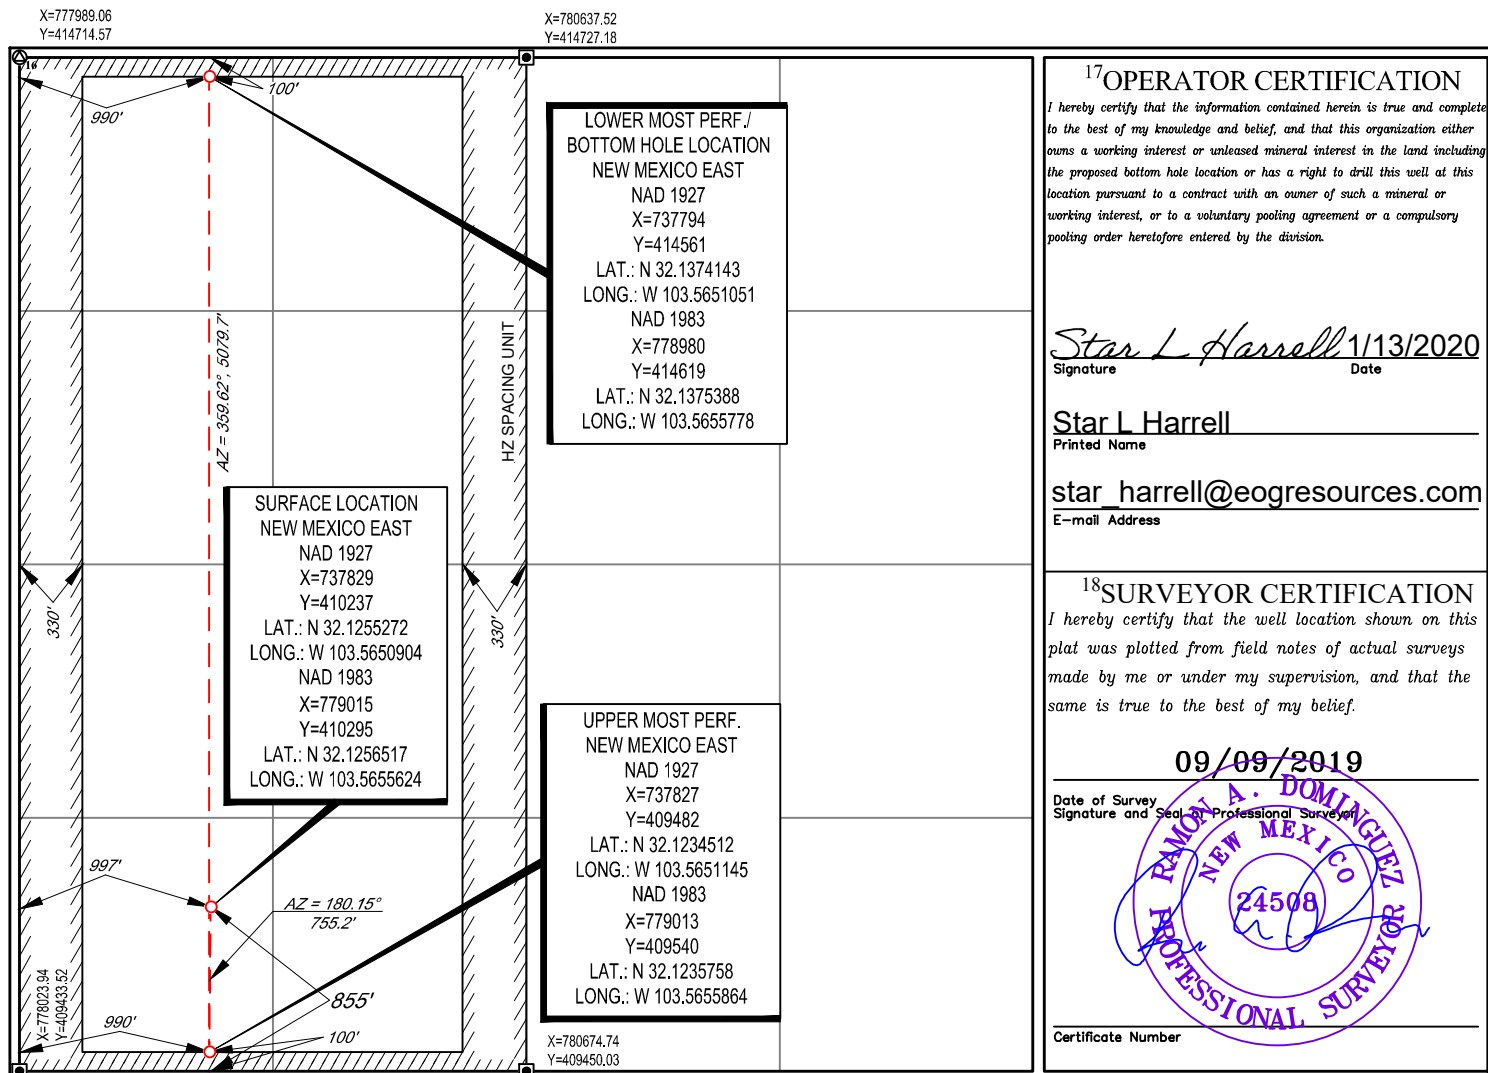 X=777989.06
Y=414714.57
X=780637.52
Y=414727.18
16
990'
100'
LOWER MOST PERF./
BOTTOM HOLE LOCATION
NEW MEXICO EAST
NAD 1927
X=737794
Y=414561
LAT.: N 32.1374143
LONG.: W 103.5651051
NAD 1983
X=778980
Y=414619
LAT.: N 32.1375388
LONG.: W 103.5655778
AZ = 359.62°, 5079.7'
HZ SPACING UNIT
SURFACE LOCATION
NEW MEXICO EAST
NAD 1927
X=737829
Y=410237
LAT.: N 32.1255272
LONG.: W 103.5650904
NAD 1983
X=779015
Y=410295
LAT.: N 32.1256517
LONG.: W 103.5655624
330'
330'
UPPER MOST PERF.
NEW MEXICO EAST
NAD 1927
X=737827
Y=409482
LAT.: N 32.1234512
LONG.: W 103.5651145
NAD 1983
X=779013
Y=409540
LAT.: N 32.1235758
LONG.: W 103.5655864
997'
AZ = 180.15°
755.2'
855'
990'
100'
X=778023.94
Y=409433.52
X=780674.74
Y=409450.03
17 OPERATOR CERTIFICATION
I hereby certify that the information contained herein is true and complete
to the best of my knowledge and belief, and that this organization either
owns a working interest or unleased mineral interest in the land including
the proposed bottom hole location or has a right to drill this well at this
location pursuant to a contract with an owner of such a mineral or
working interest, or to a voluntary pooling agreement or a compulsory
pooling order heretofore entered by the division.
Star L Harrell 1/13/2020
Signature Date
Star L Harrell
Printed Name
star_harrell@eogresources.com
E-mail Address
18 SURVEYOR CERTIFICATION
I hereby certify that the well location shown on this
plat was plotted from field notes of actual surveys
made by me or under my supervision, and that the
same is true to the best of my belief.
09/09/2019
Date of Survey
Signature and Seal of Professional Surveyor
RAMON A. DOMINGUEZ
NEW MEXICO
24508
PROFESSIONAL SURVEYOR
Certificate Number